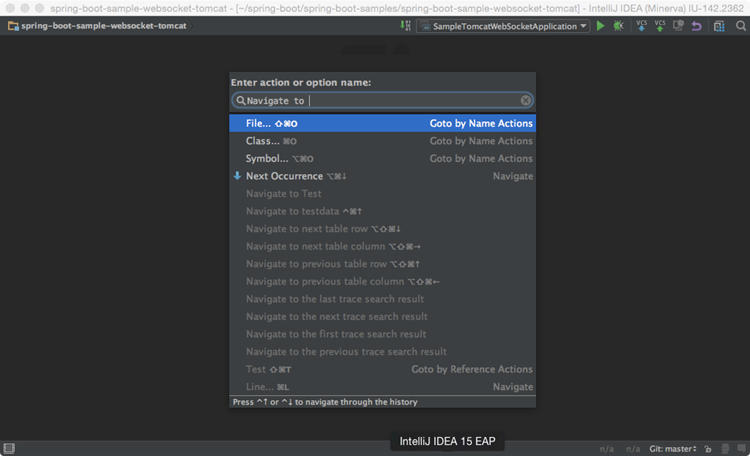 spring-boot-sample-websocket-tomcat - [~/spring-boot/spring-boot-samples/spring-boot-sample-websocket-tomcat] - IntelliJ IDEA (Minerva) IU-142.2362
spring-boot-sample-websocket-tomcat SampleTomcatWebSocketApplication VCS VCS
Enter action or option name:
Navigate to
File... ⇧⌘O Goto by Name Actions
Class... ⌘O Goto by Name Actions
Symbol... ⌥⌘O Goto by Name Actions
Next Occurrence ⌥⌘↓ Navigate
Navigate to Test
Navigate to testdata ^⌘↑
Navigate to next table row ⌥⇧⌘↓
Navigate to next table column ⌥⇧⌘→
Navigate to previous table row ⌥⇧⌘↑
Navigate to previous table column ⌥⇧⌘←
Navigate to the last trace search result
Navigate to the next trace search result
Navigate to the first trace search result
Navigate to the previous trace search result
Test ⇧⌘T Goto by Reference Actions
Line... ⌘L Navigate
Press ^↑ or ^↓ to navigate through the history
IntelliJ IDEA 15 EAP
n/a n/a Git: master